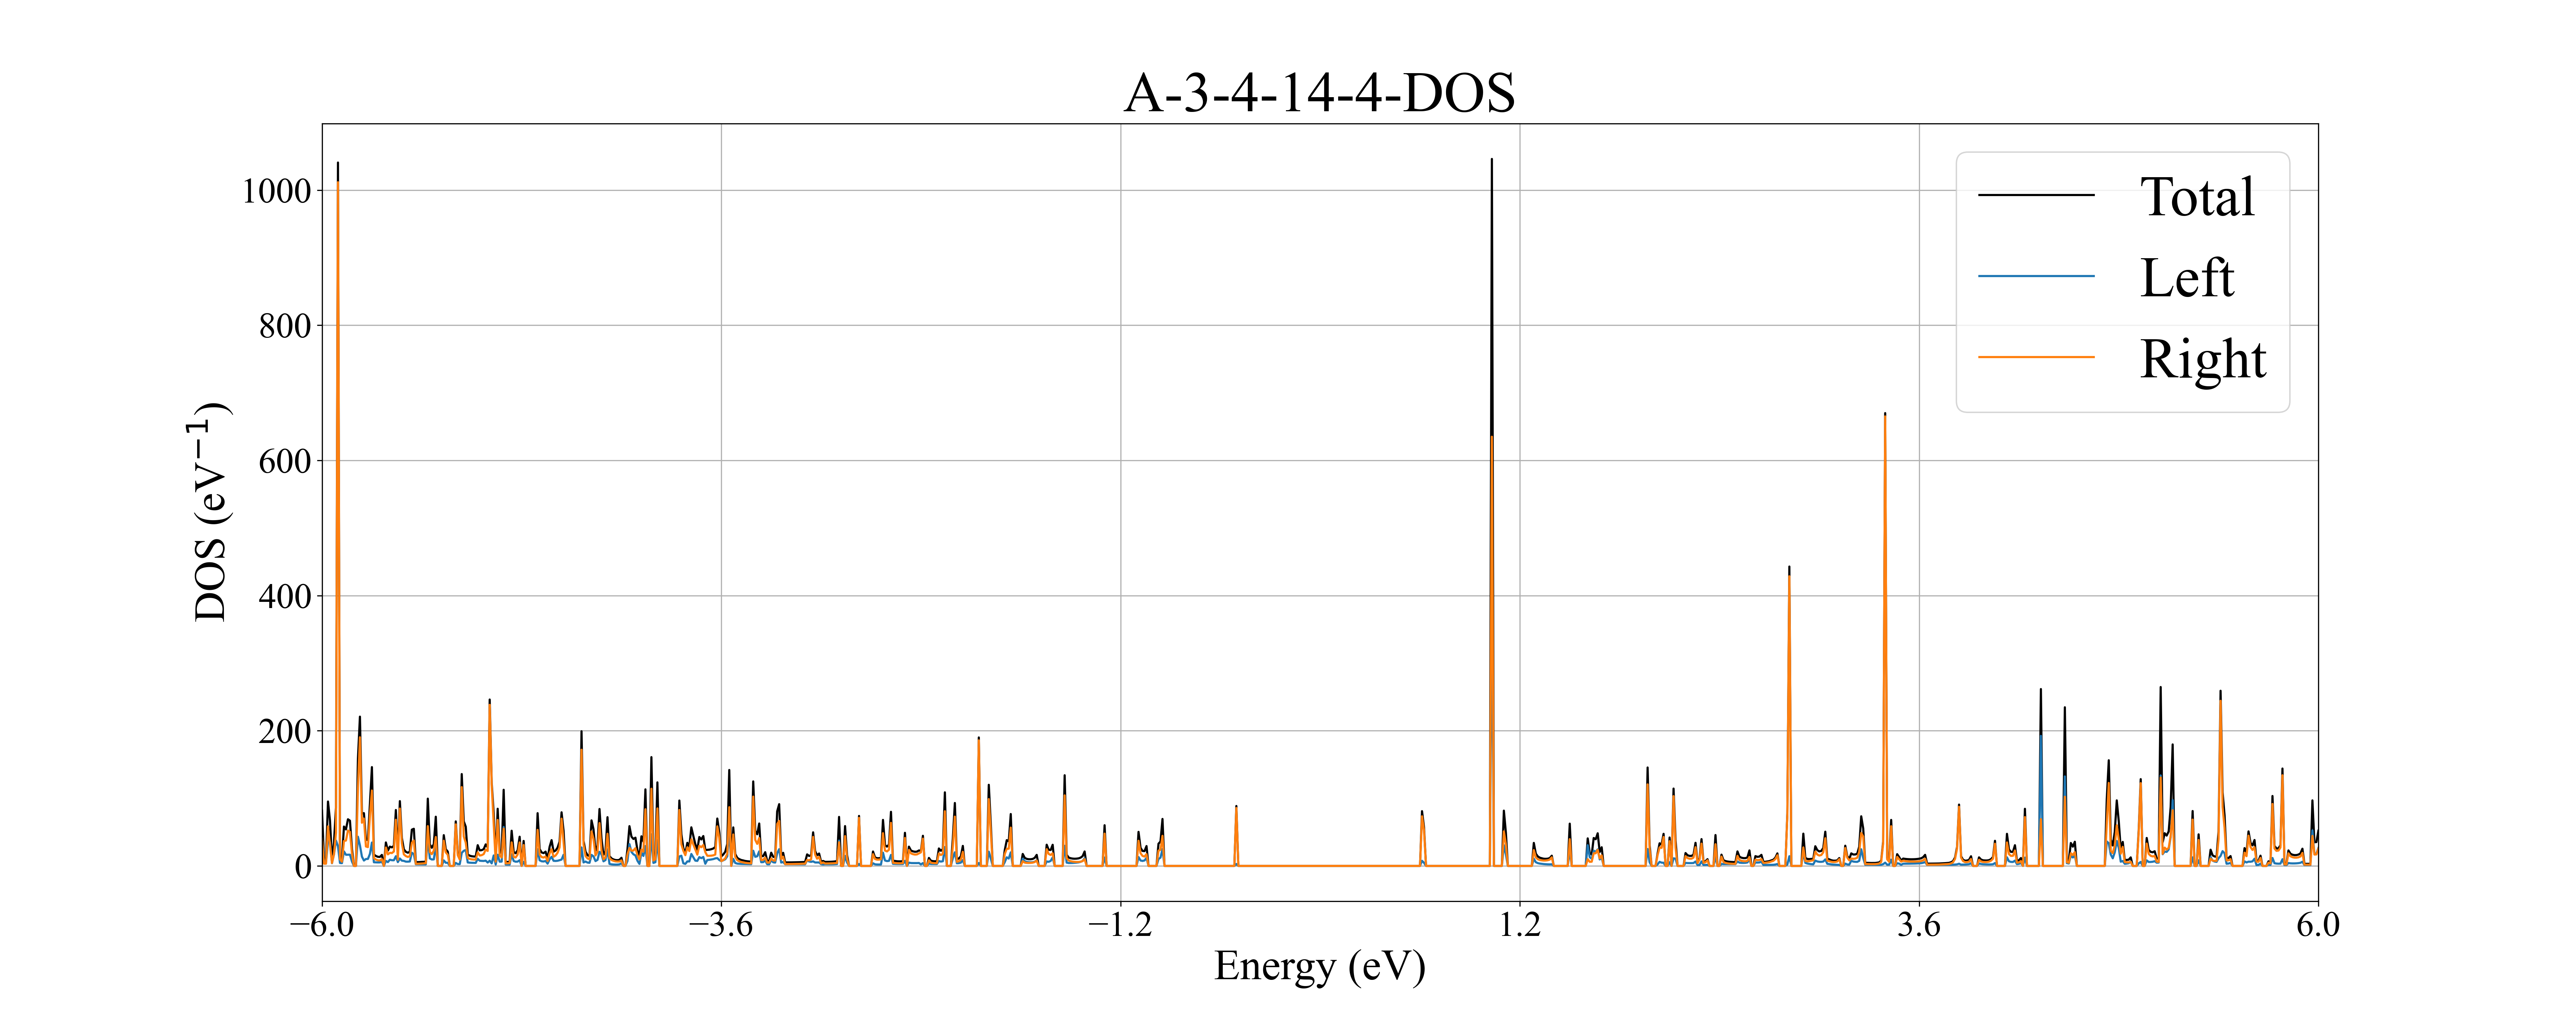 A-3-4-14-4-DOS
1000
800
600
400
200
0
DOS (eV⁻¹)
−6.0 −3.6 −1.2 1.2 3.6 6.0
Energy (eV)
Total
Left
Right